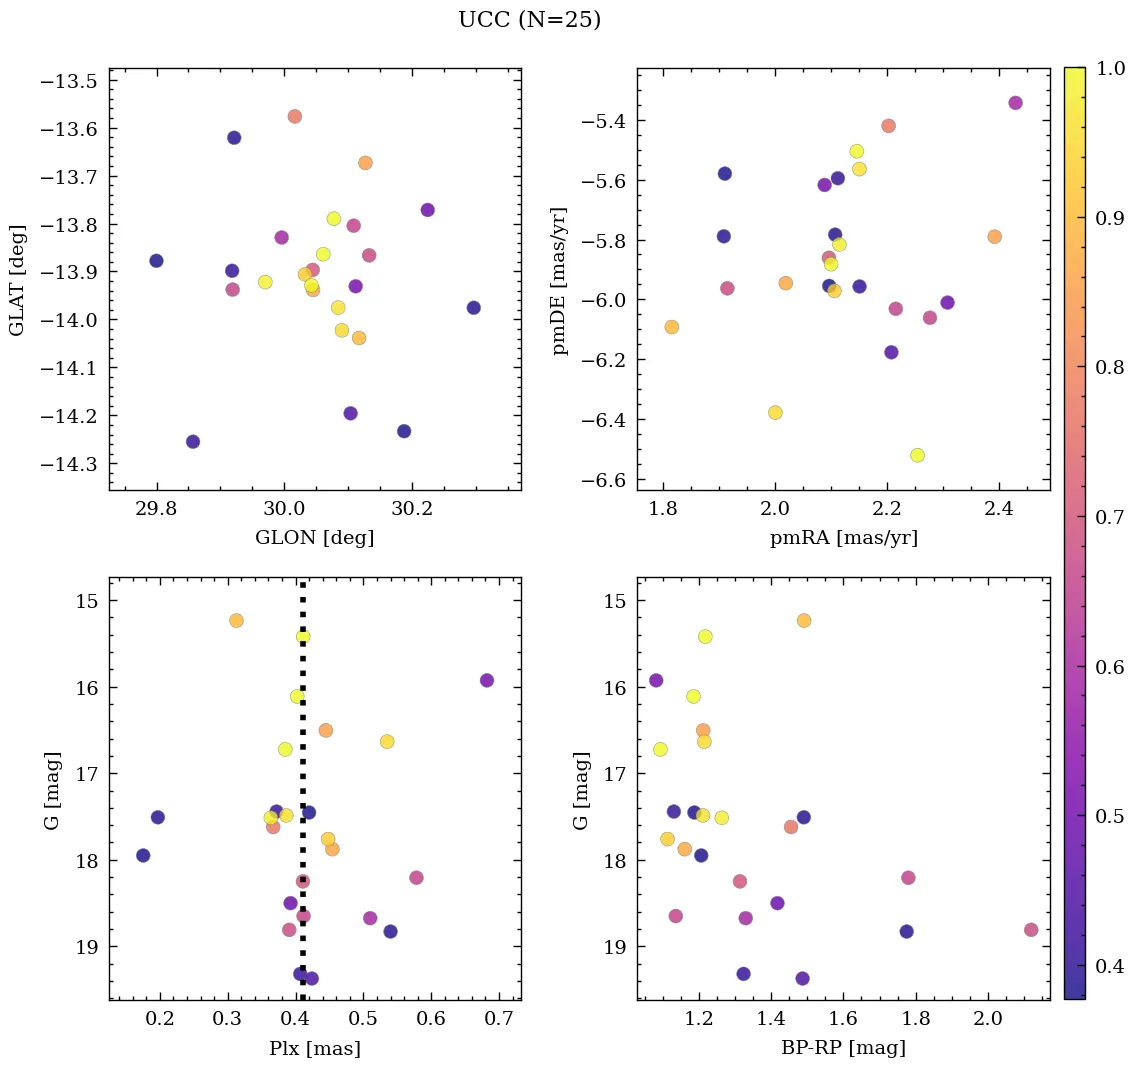 UCC (N=25)
−13.5
−13.6
−13.7
−13.8
−13.9
−14.0
−14.1
−14.2
−14.3
GLAT [deg]
29.8 30.0 30.2
GLON [deg]
−5.4
−5.6
−5.8
−6.0
−6.2
−6.4
−6.6
pmDE [mas/yr]
1.8 2.0 2.2 2.4
pmRA [mas/yr]
1.0
0.9
0.8
0.7
0.6
0.5
0.4
15
16
17
18
19
G [mag]
0.2 0.3 0.4 0.5 0.6 0.7
Plx [mas]
15
16
17
18
19
G [mag]
1.2 1.4 1.6 1.8 2.0
BP-RP [mag]